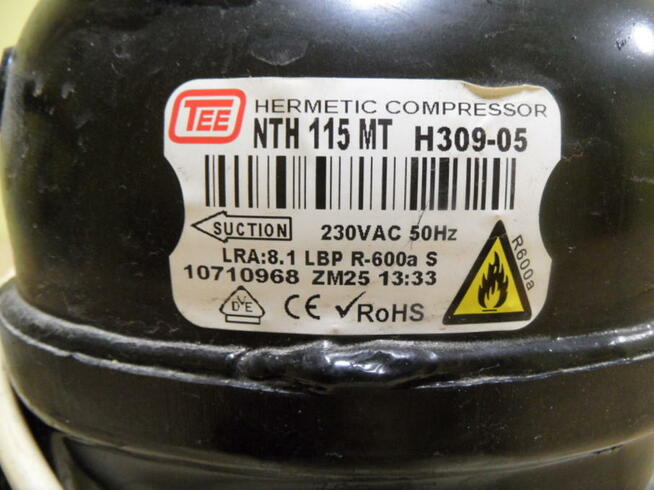 TEE HERMETIC COMPRESSOR
NTH 115 MT H309-05
SUCTION 230VAC 50Hz
LRA:8.1 LBP R-600a S
10710968 ZM25 13:33
R600a
VDE CE RoHS